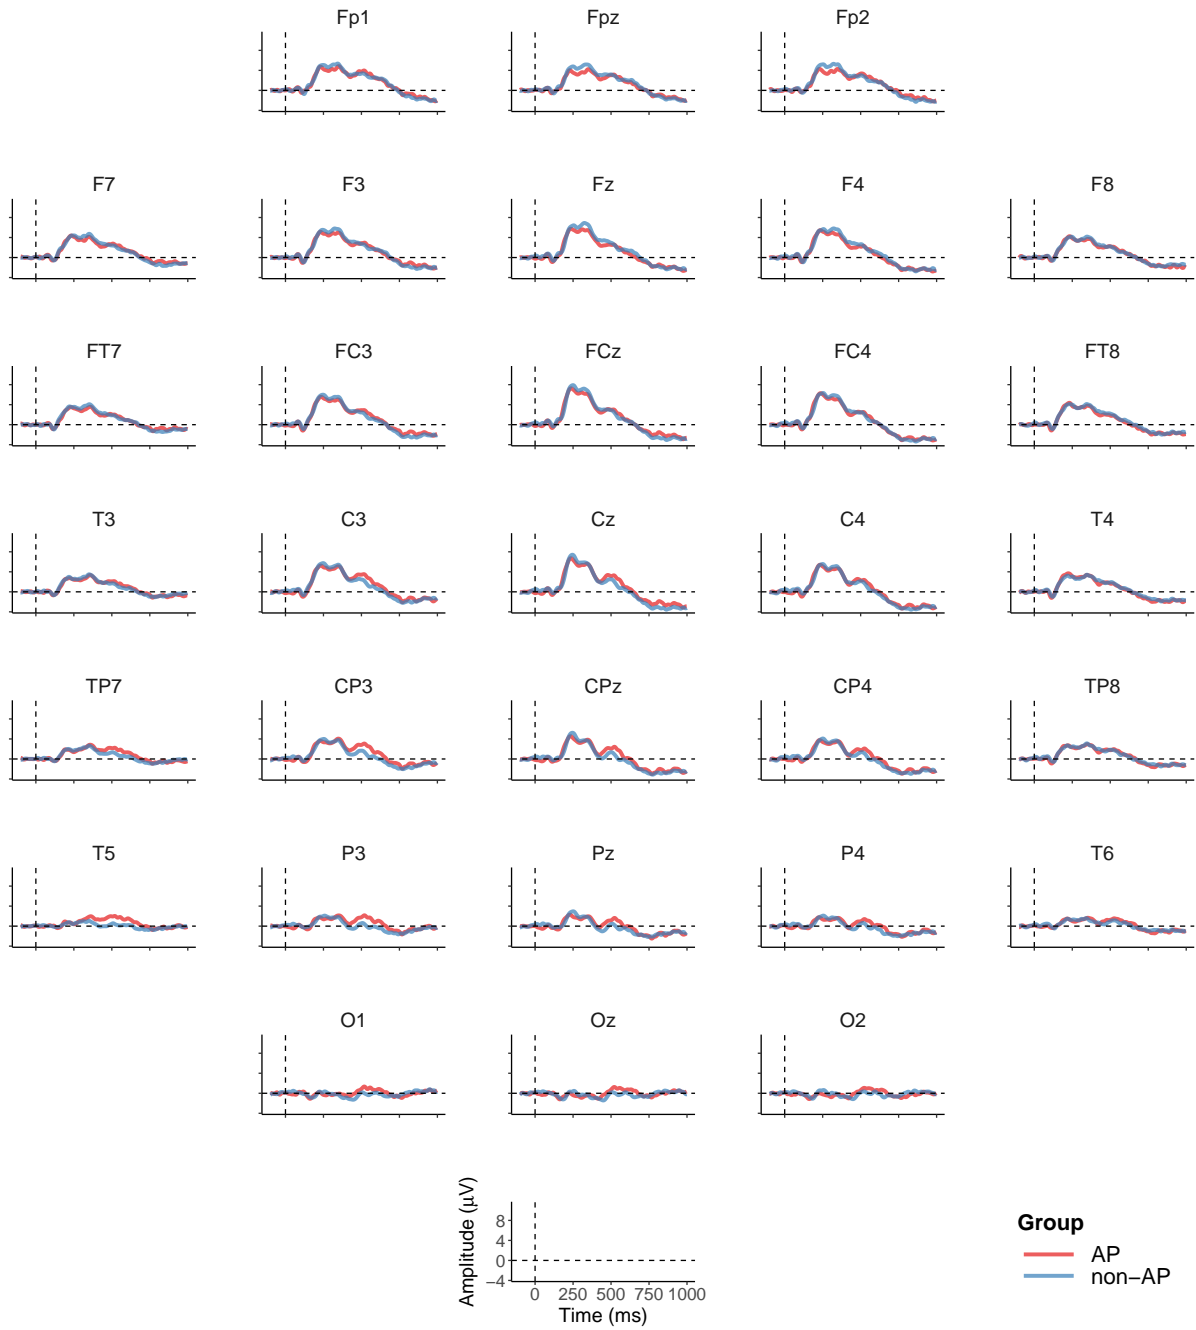 Fp1 Fpz Fp2
F7 F3 Fz F4 F8
FT7 FC3 FCz FC4 FT8
T3 C3 Cz C4 T4
TP7 CP3 CPz CP4 TP8
T5 P3 Pz P4 T6
O1 Oz O2
Amplitude (μV)
8
4
0
−4
0 250 500 750 1000
Time (ms)
Group
AP
non−AP